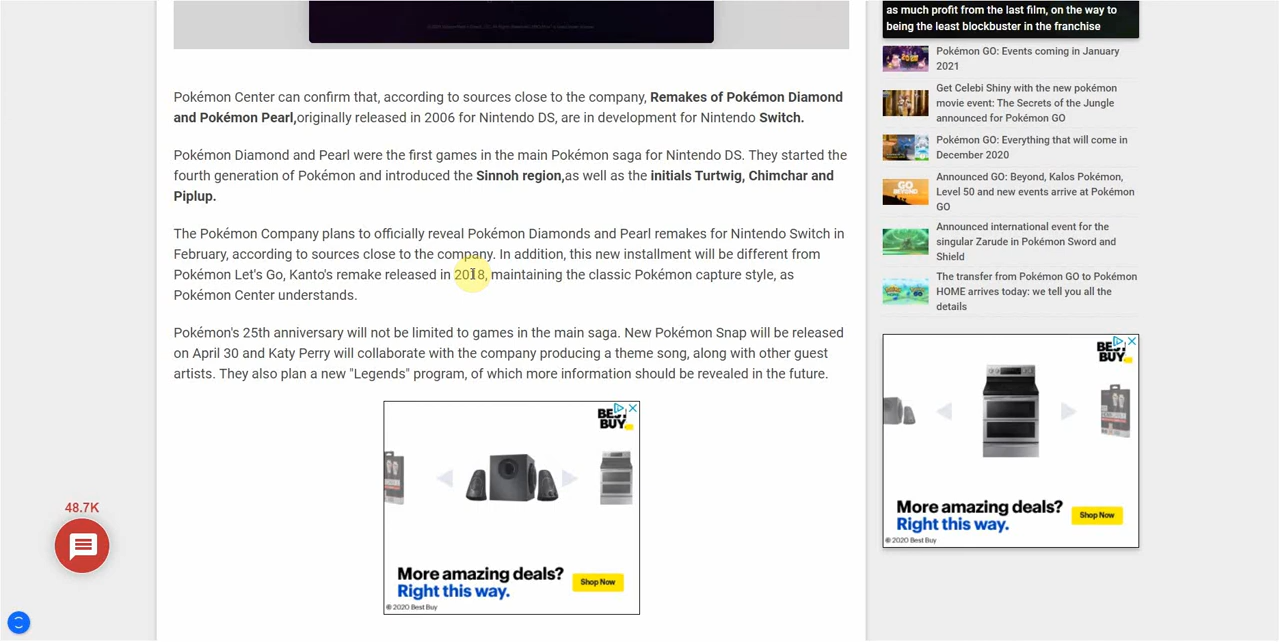 Pokémon Center can confirm that, according to sources close to the company, Remakes of Pokémon Diamond
and Pokémon Pearl,originally released in 2006 for Nintendo DS, are in development for Nintendo Switch.
Pokémon Diamond and Pearl were the first games in the main Pokémon saga for Nintendo DS. They started the
fourth generation of Pokémon and introduced the Sinnoh region,as well as the initials Turtwig, Chimchar and
Piplup.
The Pokémon Company plans to officially reveal Pokémon Diamonds and Pearl remakes for Nintendo Switch in
February, according to sources close to the company. In addition, this new installment will be different from
Pokémon Let's Go, Kanto's remake released in 2018, maintaining the classic Pokémon capture style, as
Pokémon Center understands.
Pokémon's 25th anniversary will not be limited to games in the main saga. New Pokémon Snap will be released
on April 30 and Katy Perry will collaborate with the company producing a theme song, along with other guest
artists. They also plan a new "Legends" program, of which more information should be revealed in the future.
BEST
BUY
More amazing deals?
Right this way.
Shop Now
© 2020 Best Buy
48.7K
as much profit from the last film, on the way to
being the least blockbuster in the franchise
Pokémon GO: Events coming in January
2021
Get Celebi Shiny with the new pokémon
movie event: The Secrets of the Jungle
announced for Pokémon GO
Pokémon GO: Everything that will come in
December 2020
Announced GO: Beyond, Kalos Pokémon,
Level 50 and new events arrive at Pokémon
GO
Announced international event for the
singular Zarude in Pokémon Sword and
Shield
The transfer from Pokémon GO to Pokémon
HOME arrives today: we tell you all the
details
BEST
BUY
More amazing deals?
Right this way.
Shop Now
© 2020 Best Buy